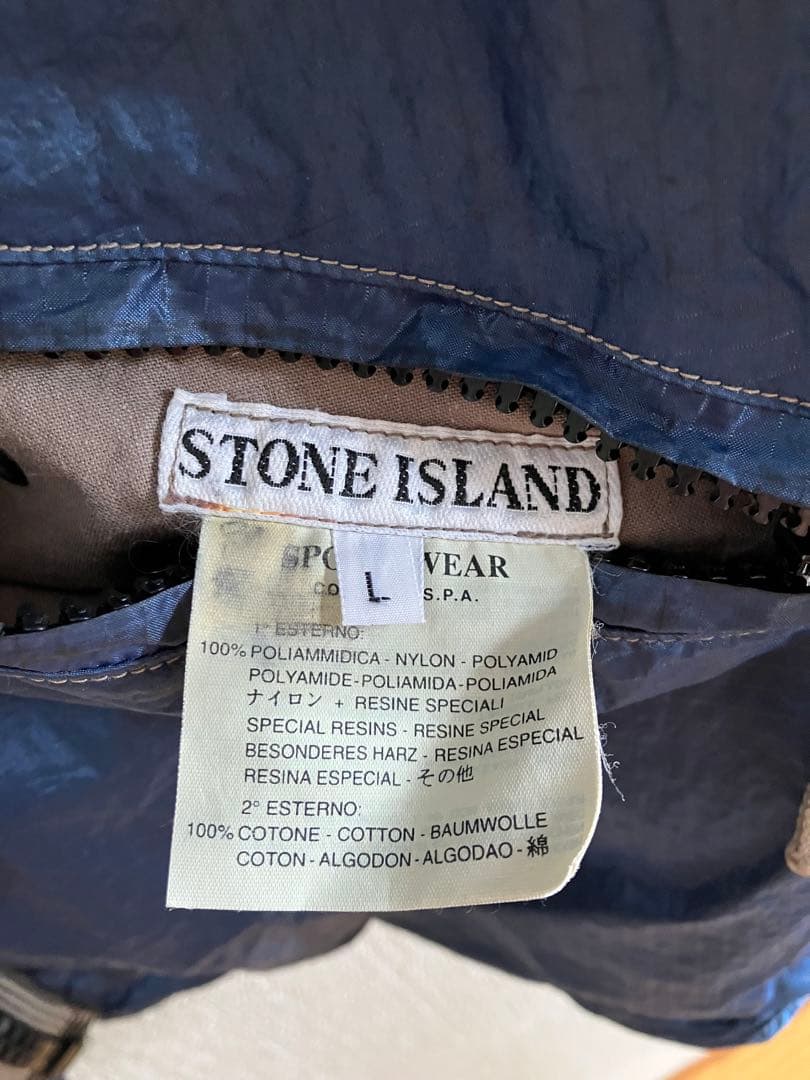 STONE ISLAND
L
WEAR
S.P.A.
1° ESTERNO:
100% POLIAMMIDICA - NYLON - POLYAMID
POLYAMIDE - POLIAMIDA - POLIAMIDA
ナイロン + RESINE SPECIALI
SPECIAL RESINS - RESINE SPECIAL
BESONDERES HARZ - RESINA ESPECIAL
RESINA ESPECIAL - その他
2° ESTERNO:
100% COTONE - COTTON - BAUMWOLLE
COTON - ALGODON - ALGODAO - 綿